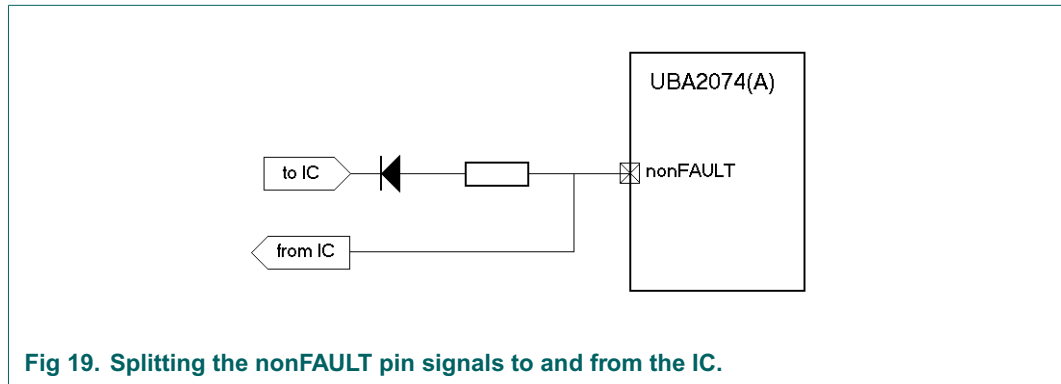 UBA2074(A)
to IC
nonFAULT
from IC
Fig 19. Splitting the nonFAULT pin signals to and from the IC.